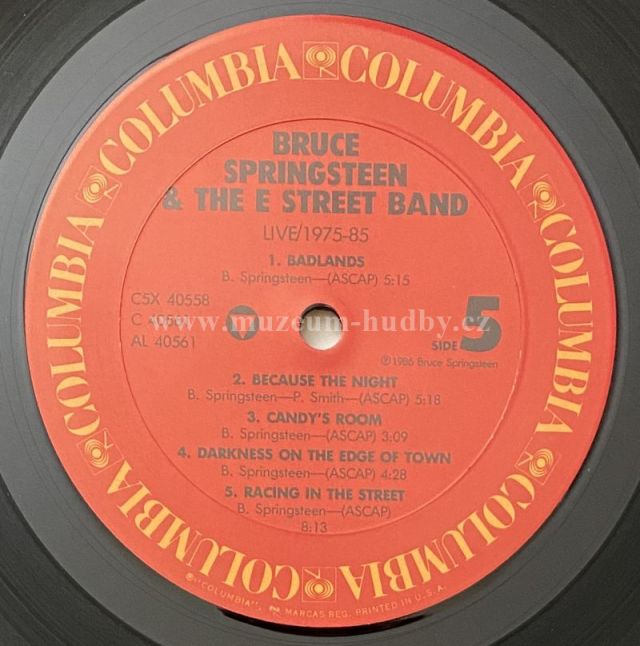 COLUMBIA COLUMBIA COLUMBIA COLUMBIA COLUMBIA COLUMBIA
BRUCE
SPRINGSTEEN
& THE E STREET BAND
LIVE/1975-85
1. BADLANDS
B. Springsteen—(ASCAP) 5:15
C5X 40558
AL 40561
www.muzeum-hudby.cz
SIDE 5
℗1986 Bruce Springsteen
2. BECAUSE THE NIGHT
B. Springsteen—P. Smith—(ASCAP) 5:18
3. CANDY'S ROOM
B. Springsteen—(ASCAP) 3:09
4. DARKNESS ON THE EDGE OF TOWN
B. Springsteen—(ASCAP) 4:28
5. RACING IN THE STREET
B. Springsteen—(ASCAP)
8:13
"COLUMBIA", MARCAS REG. PRINTED IN U.S.A.